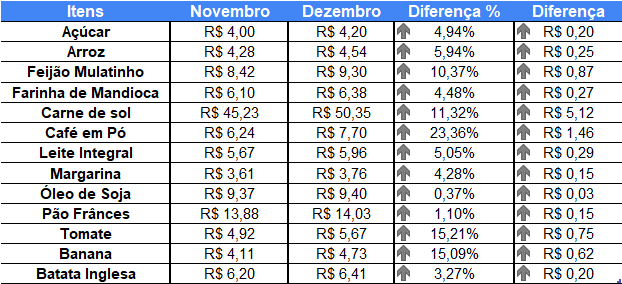 Itens Novembro Dezembro Diferença % Diferença
Açúcar R$ 4,00 R$ 4,20 4,94% R$ 0,20
Arroz R$ 4,28 R$ 4,54 5,94% R$ 0,25
Feijão Mulatinho R$ 8,42 R$ 9,30 10,37% R$ 0,87
Farinha de Mandioca R$ 6,10 R$ 6,38 4,48% R$ 0,27
Carne de sol R$ 45,23 R$ 50,35 11,32% R$ 5,12
Café em Pó R$ 6,24 R$ 7,70 23,36% R$ 1,46
Leite Integral R$ 5,67 R$ 5,96 5,05% R$ 0,29
Margarina R$ 3,61 R$ 3,76 4,28% R$ 0,15
Óleo de Soja R$ 9,37 R$ 9,40 0,37% R$ 0,03
Pão Frânces R$ 13,88 R$ 14,03 1,10% R$ 0,15
Tomate R$ 4,92 R$ 5,67 15,21% R$ 0,75
Banana R$ 4,11 R$ 4,73 15,09% R$ 0,62
Batata Inglesa R$ 6,20 R$ 6,41 3,27% R$ 0,20